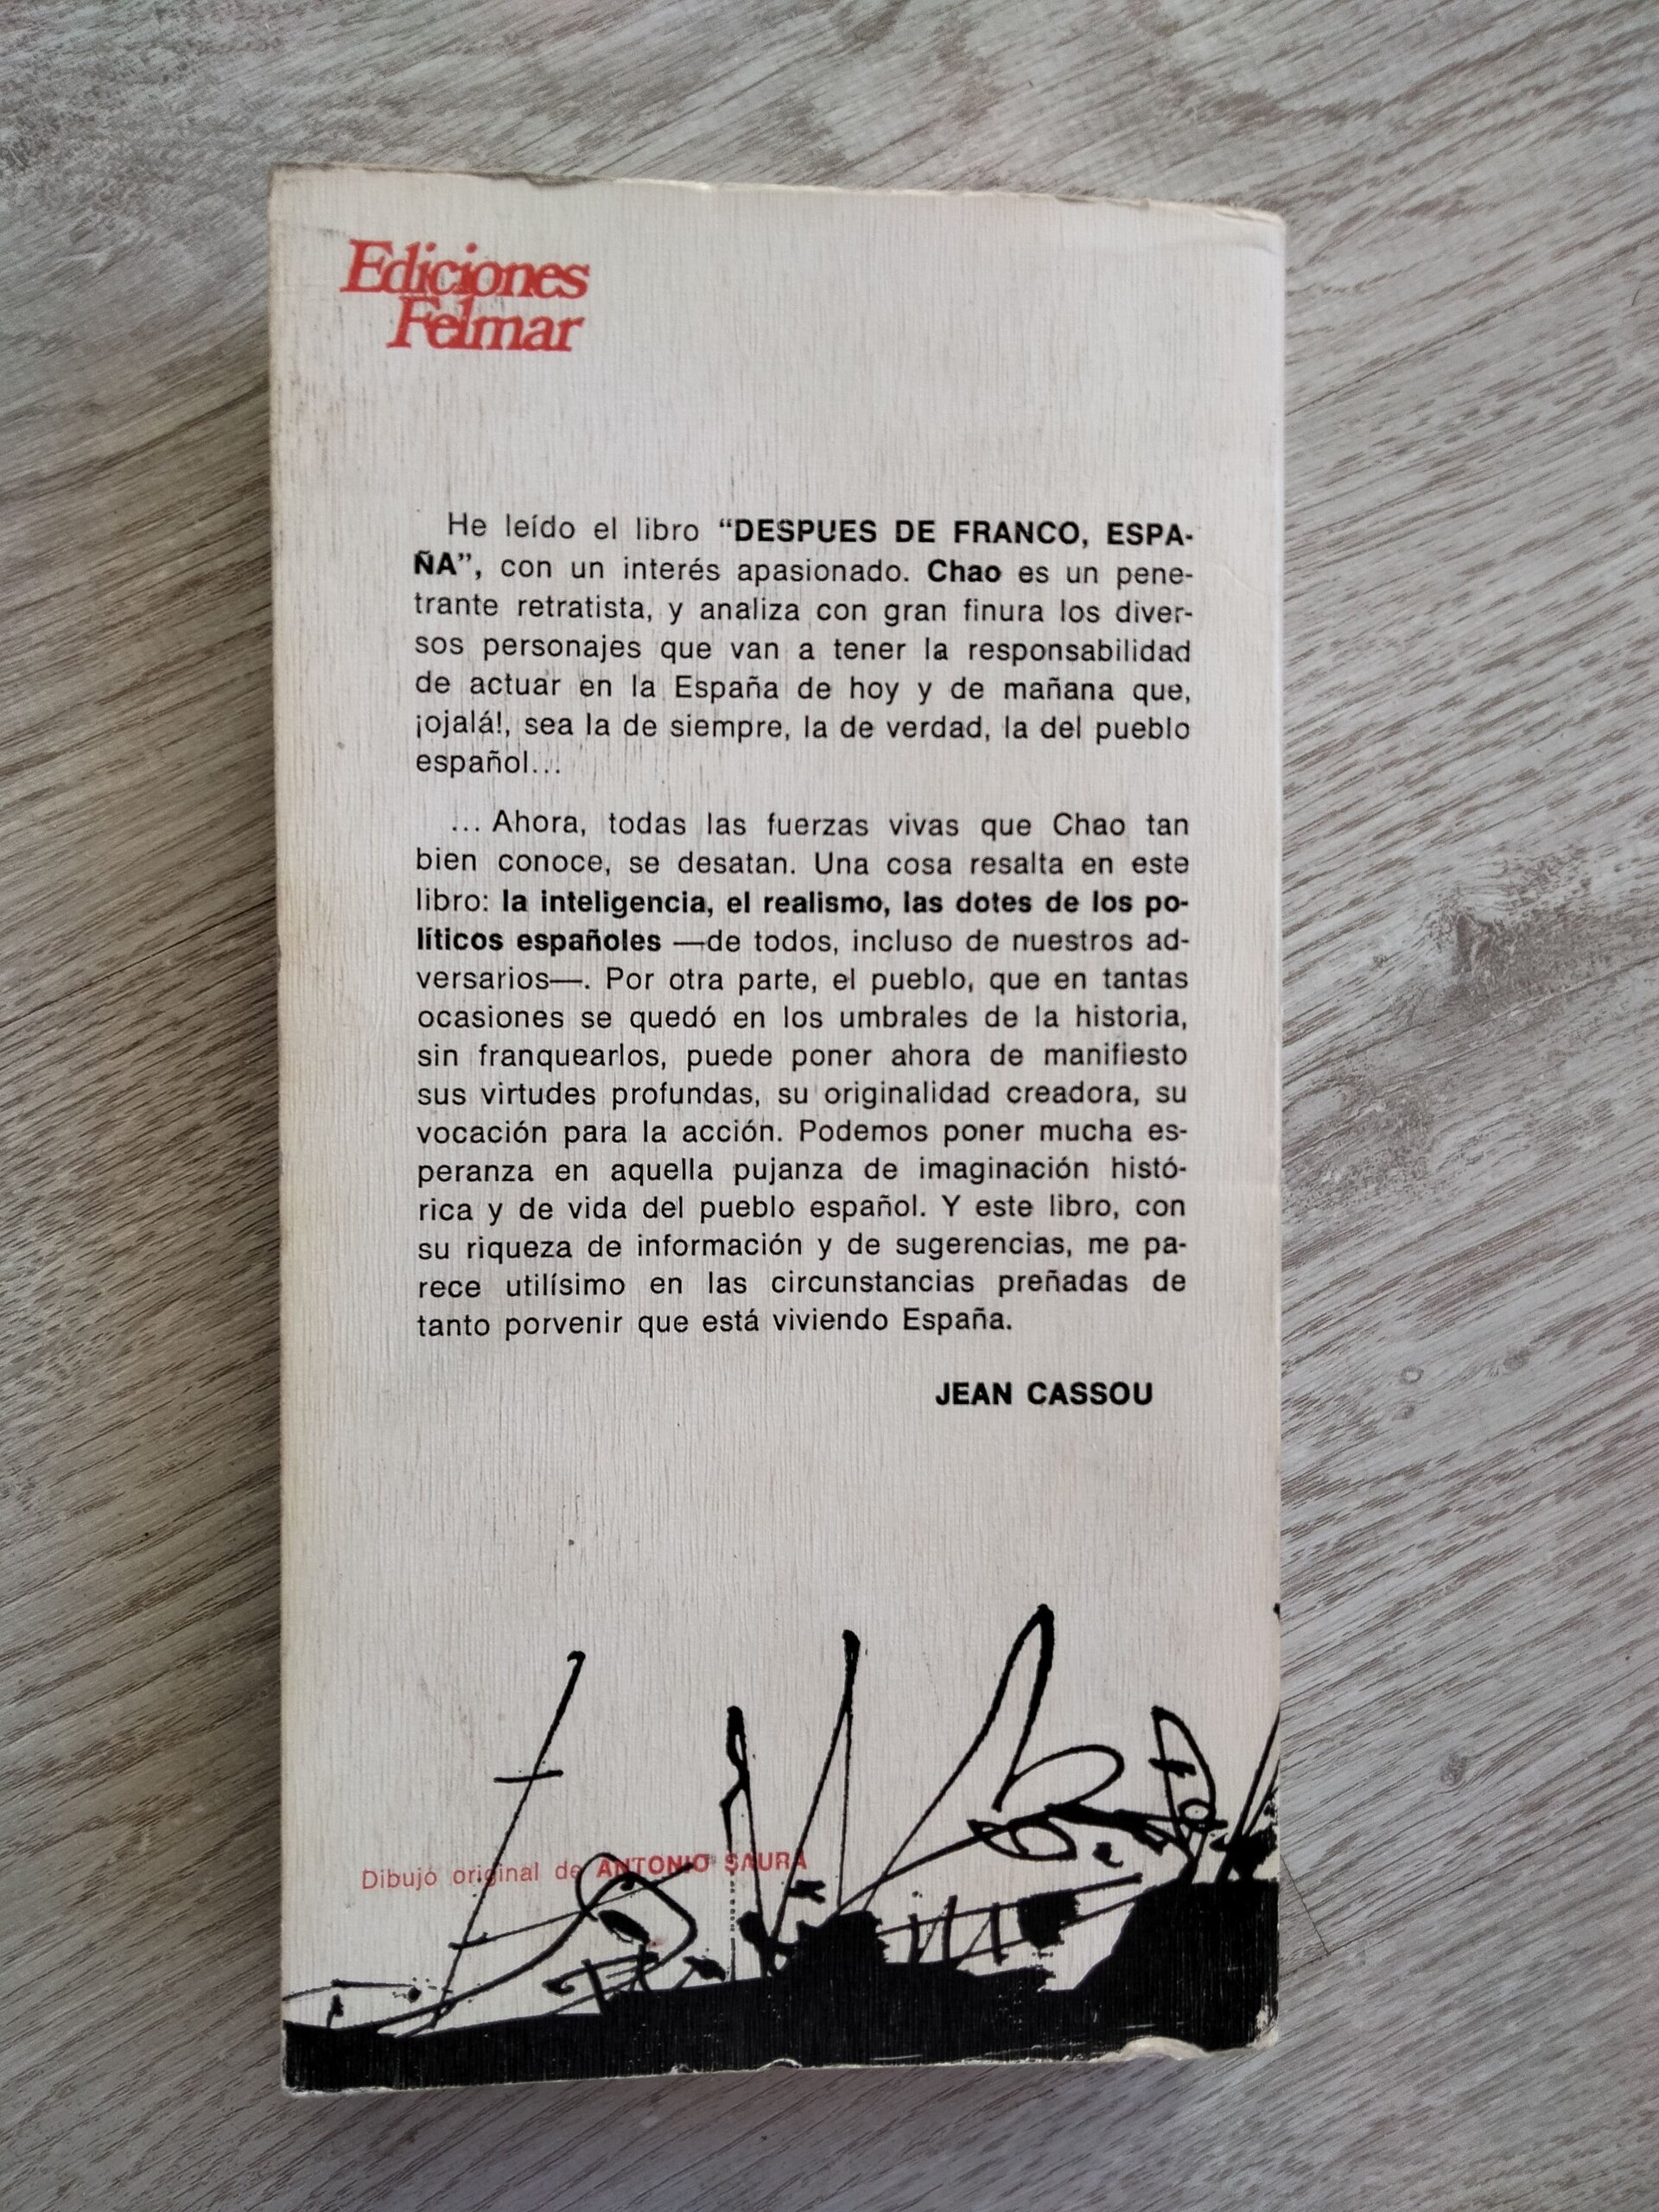 Ediciones
Felmar
He leído el libro “DESPUES DE FRANCO, ESPA-
ÑA”, con un interés apasionado. Chao es un pene-
trante retratista, y analiza con gran finura los diver-
sos personajes que van a tener la responsabilidad
de actuar en la España de hoy y de mañana que,
¡ojalá!, sea la de siempre, la de verdad, la del pueblo
español...
... Ahora, todas las fuerzas vivas que Chao tan
bien conoce, se desatan. Una cosa resalta en este
libro: la inteligencia, el realismo, las dotes de los po-
líticos españoles —de todos, incluso de nuestros ad-
versarios—. Por otra parte, el pueblo, que en tantas
ocasiones se quedó en los umbrales de la historia,
sin franquearlos, puede poner ahora de manifiesto
sus virtudes profundas, su originalidad creadora, su
vocación para la acción. Podemos poner mucha es-
peranza en aquella pujanza de imaginación histó-
rica y de vida del pueblo español. Y este libro, con
su riqueza de información y de sugerencias, me pa-
rece utilísimo en las circunstancias preñadas de
tanto porvenir que está viviendo España.
JEAN CASSOU
Dibujo original de ANTONIO SAURA